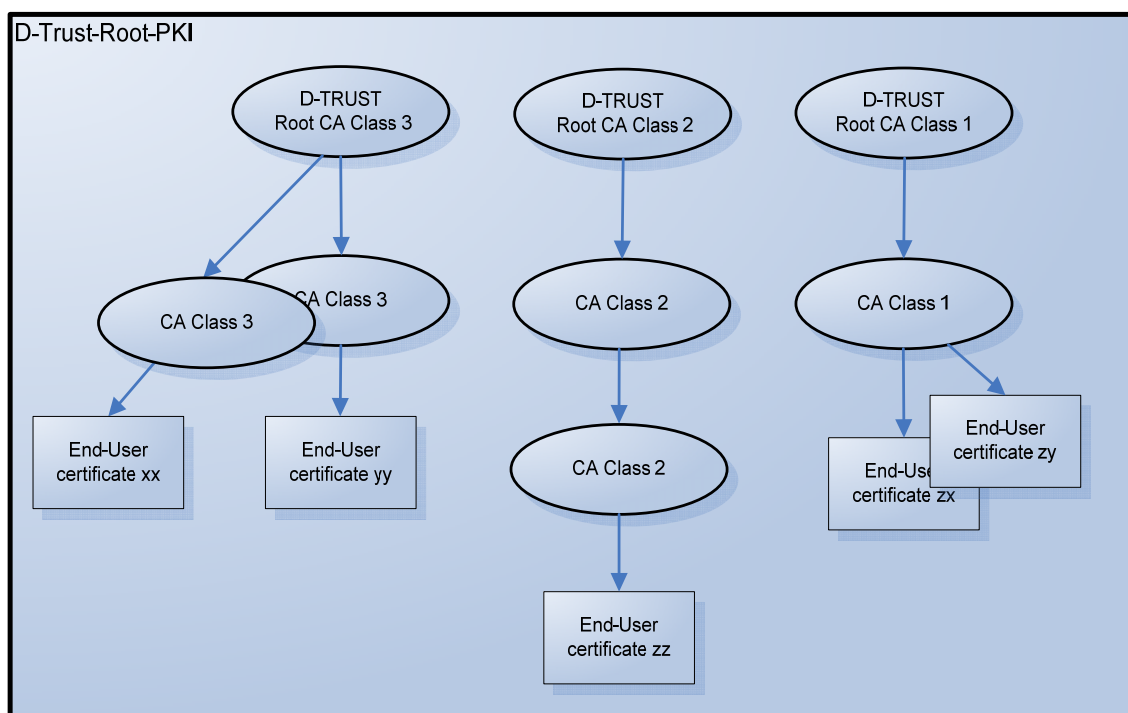 D-Trust-Root-PKI
D-TRUST
Root CA Class 3
D-TRUST
Root CA Class 2
D-TRUST
Root CA Class 1
CA Class 3
CA Class 3
CA Class 2
CA Class 1
End-User
certificate xx
End-User
certificate yy
CA Class 2
End-User
certificate zx
End-User
certificate zy
End-User
certificate zz